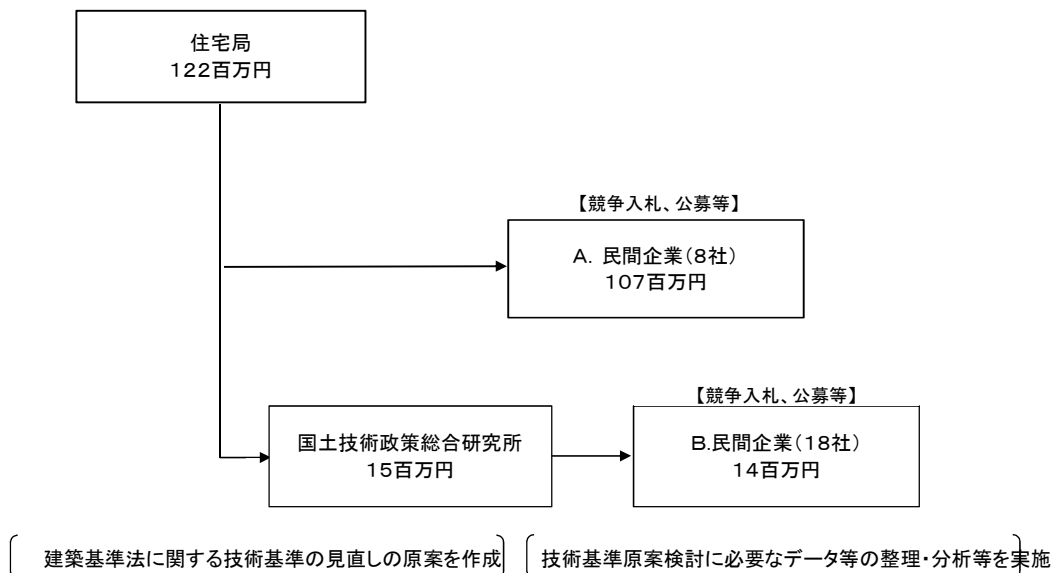 住宅局
122百万円
【競争入札、公募等】
A. 民間企業(8社)
107百万円
【競争入札、公募等】
国土技術政策総合研究所
15百万円
B.民間企業(18社)
14百万円
建築基準法に関する技術基準の見直しの原案を作成
技術基準原案検討に必要なデータ等の整理・分析等を実施